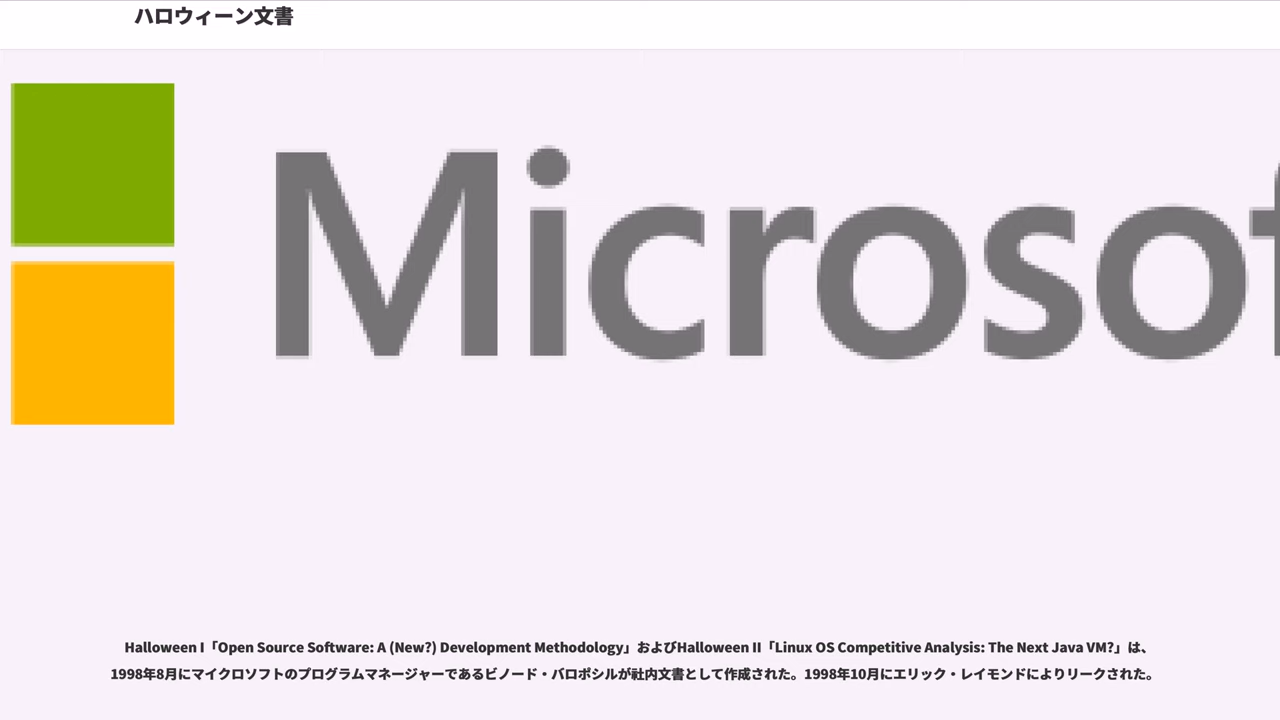 ハロウィーン文書
Microsof
Halloween I「Open Source Software: A (New?) Development Methodology」およびHalloween II「Linux OS Competitive Analysis: The Next Java VM?」は、
1998年8月にマイクロソフトのプログラムマネージャーであるビノード・バロポシルが社内文書として作成された。1998年10月にエリック・レイモンドによりリークされた。